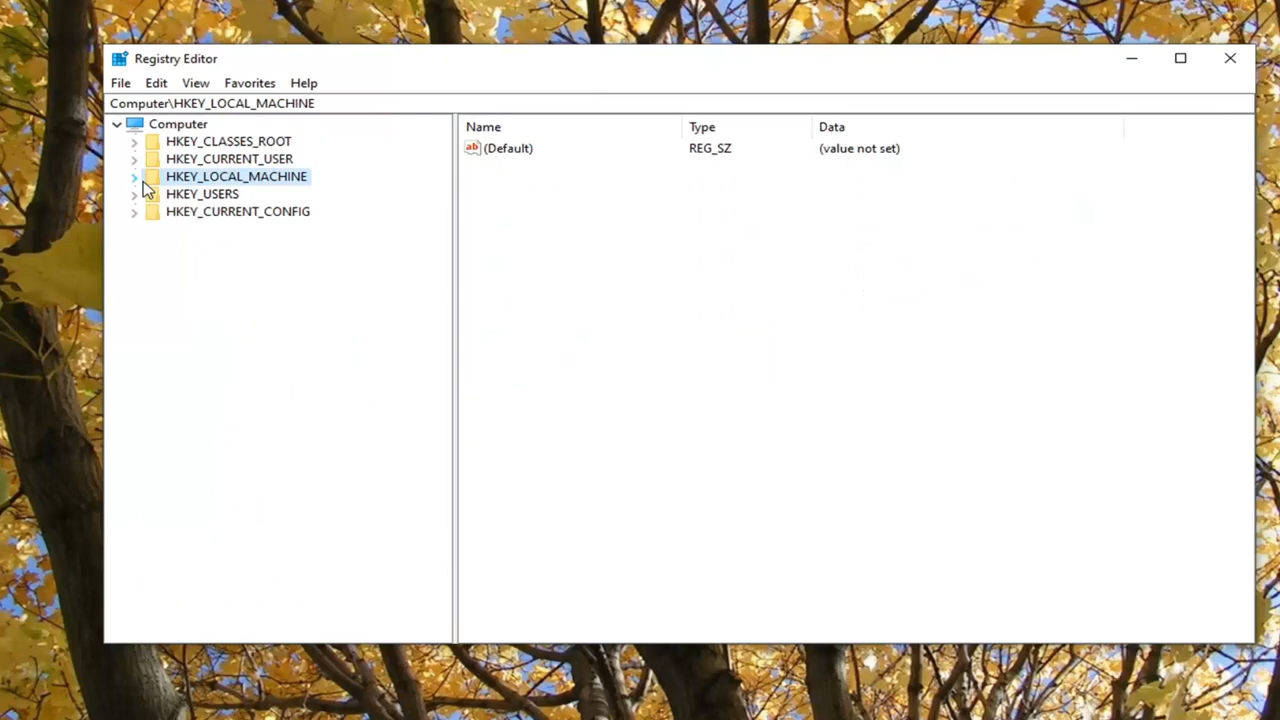 Registry Editor
File Edit View Favorites Help
Computer\HKEY_LOCAL_MACHINE
Computer
HKEY_CLASSES_ROOT
HKEY_CURRENT_USER
HKEY_LOCAL_MACHINE
HKEY_USERS
HKEY_CURRENT_CONFIG
Name Type Data
ab (Default) REG_SZ (value not set)